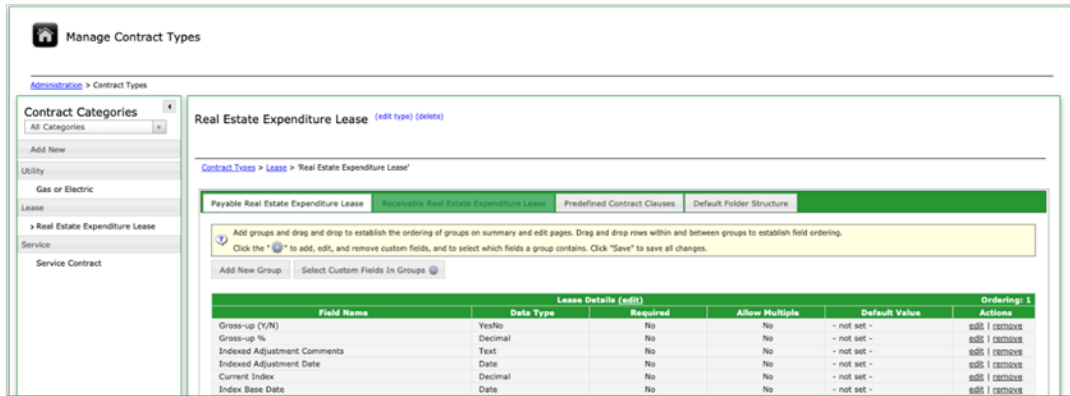 Manage Contract Types
Administration > Contract Types
Contract Categories
All Categories
Add New
Utility
Gas or Electric
Lease
› Real Estate Expenditure Lease
Service
Service Contract
Real Estate Expenditure Lease (edit type) (delete)
Contract Types > Lease > 'Real Estate Expenditure Lease'
Payable Real Estate Expenditure Lease Receivable Real Estate Expenditure Lease Predefined Contract Clauses Default Folder Structure
Add groups and drag and drop to establish the ordering of groups on summary and edit pages. Drag and drop rows within and between groups to establish field ordering.
Click the " " to add, edit, and remove custom fields, and to select which fields a group contains. Click "Save" to save all changes.
Add New Group Select Custom Fields In Groups
Lease Details (edit) Ordering: 1
Field Name Data Type Required Allow Multiple Default Value Actions
Gross-up (Y/N) YesNo No No - not set - edit | remove
Gross-up % Decimal No No - not set - edit | remove
Indexed Adjustment Comments Text No No - not set - edit | remove
Indexed Adjustment Date Date No No - not set - edit | remove
Current Index Decimal No No - not set - edit | remove
Index Base Date Date No No - not set - edit | remove